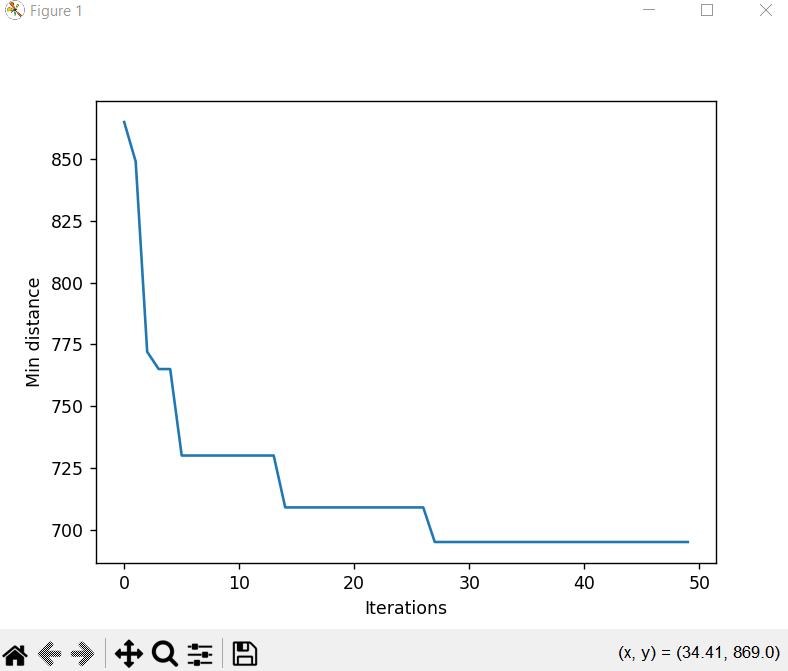 Figure 1
850
825
800
775
750
725
700
Min distance
0 10 20 30 40 50
Iterations
(x, y) = (34.41, 869.0)